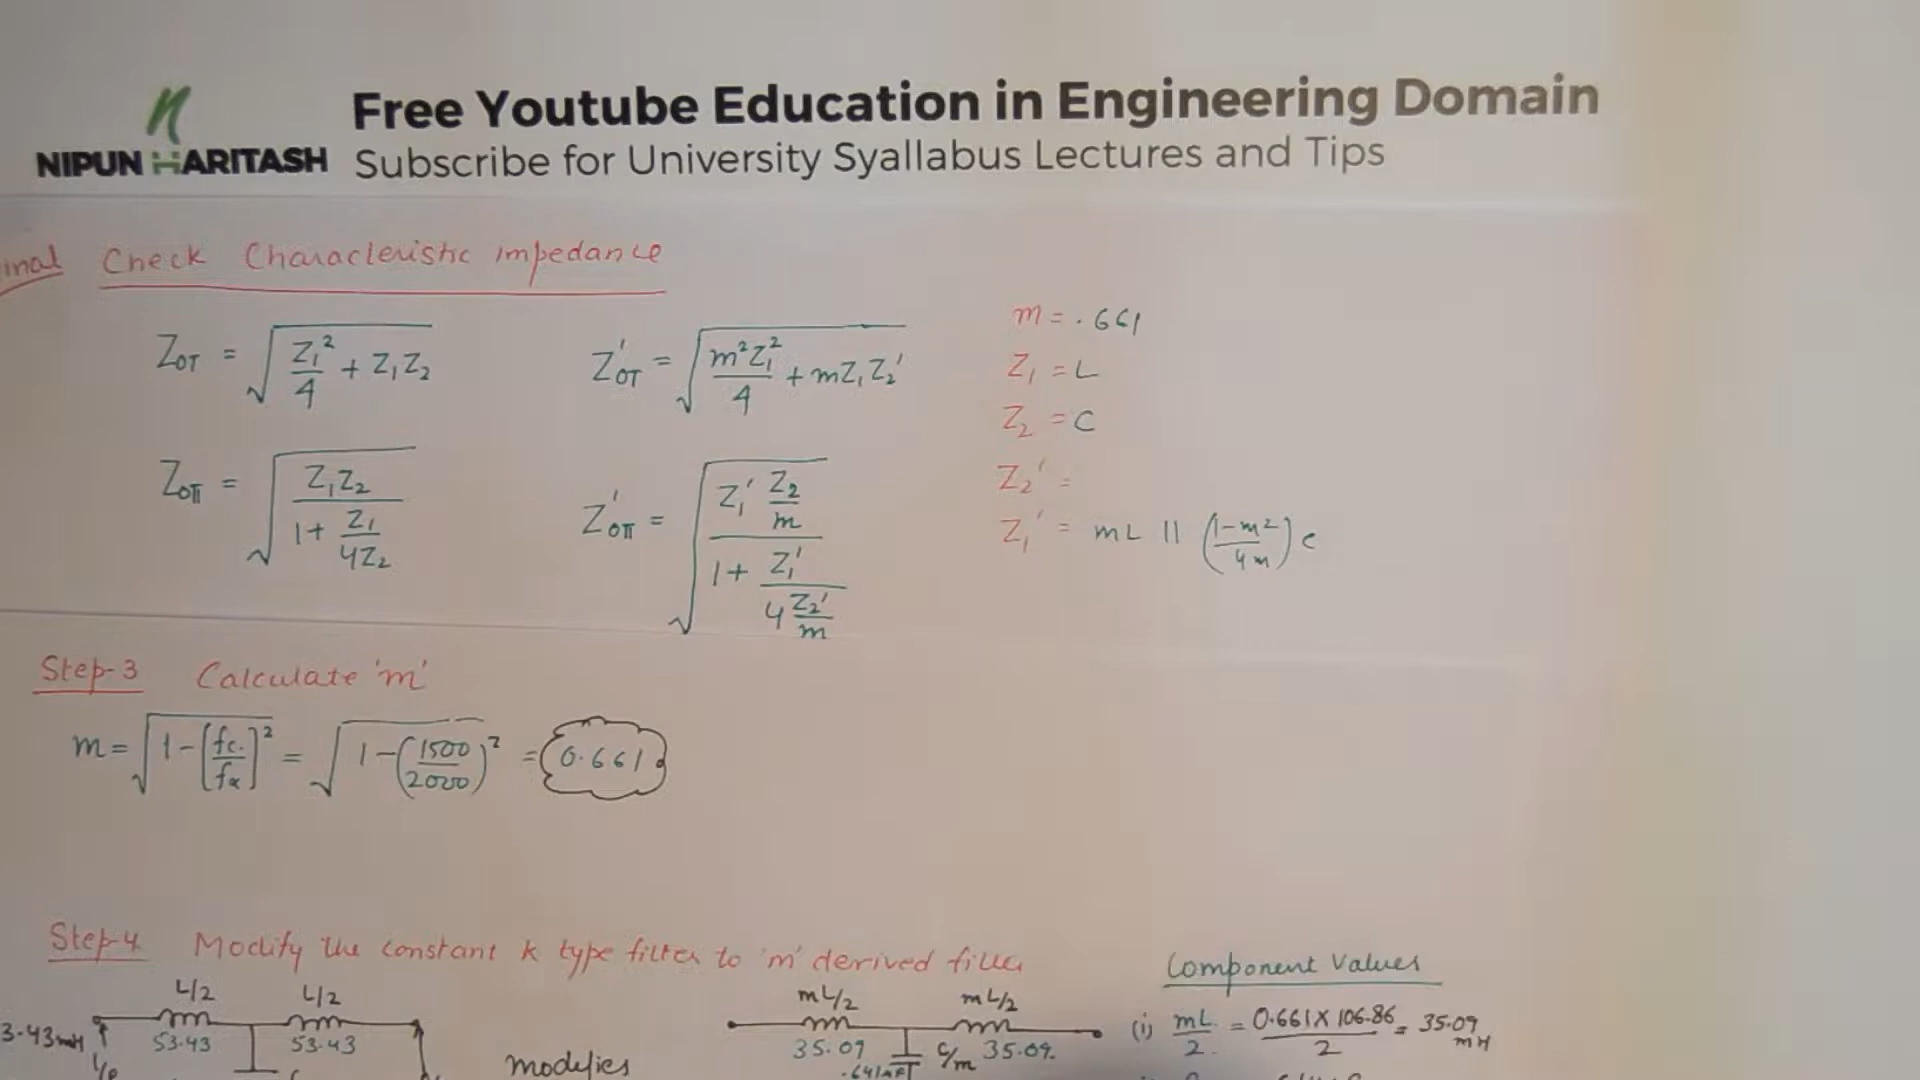 n
NIPUN HARITASH
Free Youtube Education in Engineering Domain
Subscribe for University Syallabus Lectures and Tips
inal Check Characteristic impedance
Z₀T = √(Z₁²/4 + Z₁Z₂)
Z'₀T = √(m²Z₁²/4 + mZ₁Z₂')
Z₀π = √(Z₁Z₂ / (1 + Z₁/4Z₂))
Z'₀π = √(Z₁' Z₂/m / (1 + Z₁' / (4 Z₂'/m)))
m = .661
Z₁ = L
Z₂ = C
Z₂' =
Z₁' = mL || ((1-m²)/4m) c
Step-3 Calculate 'm'
m = √(1-[fc./f∝]²) = √(1-(1500/2000)²) = 0.661
Step-4 Modify the constant k type filter to 'm' derived filter
L/2 L/2
3.43mH 53.43 53.43
I/P
modifies
mL/2 mL/2
35.09 C/m 35.09.
Component Values
(i) mL/2. = 0.661 X 106.86/2 = 35.09 mH